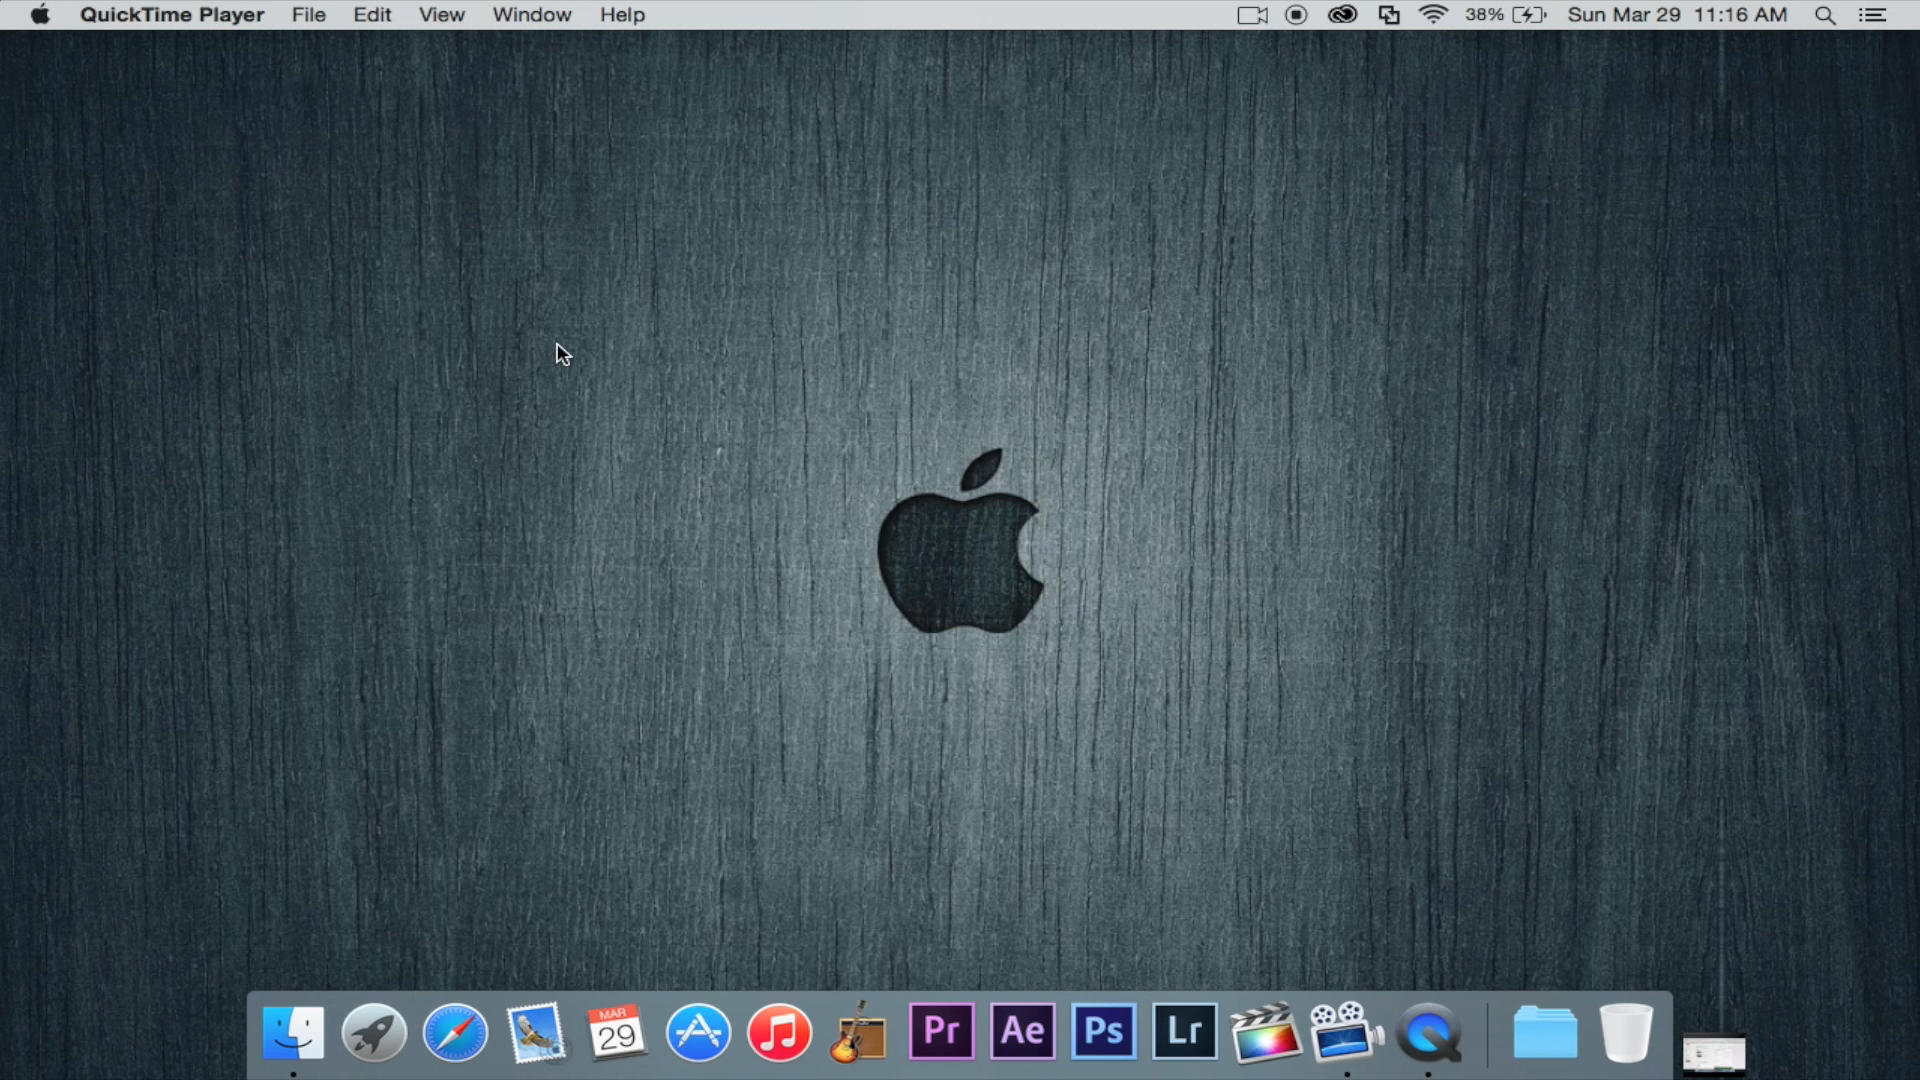 QuickTime Player File Edit View Window Help 38% Sun Mar 29 11:16 AM
MAR
29
Pr Ae Ps Lr